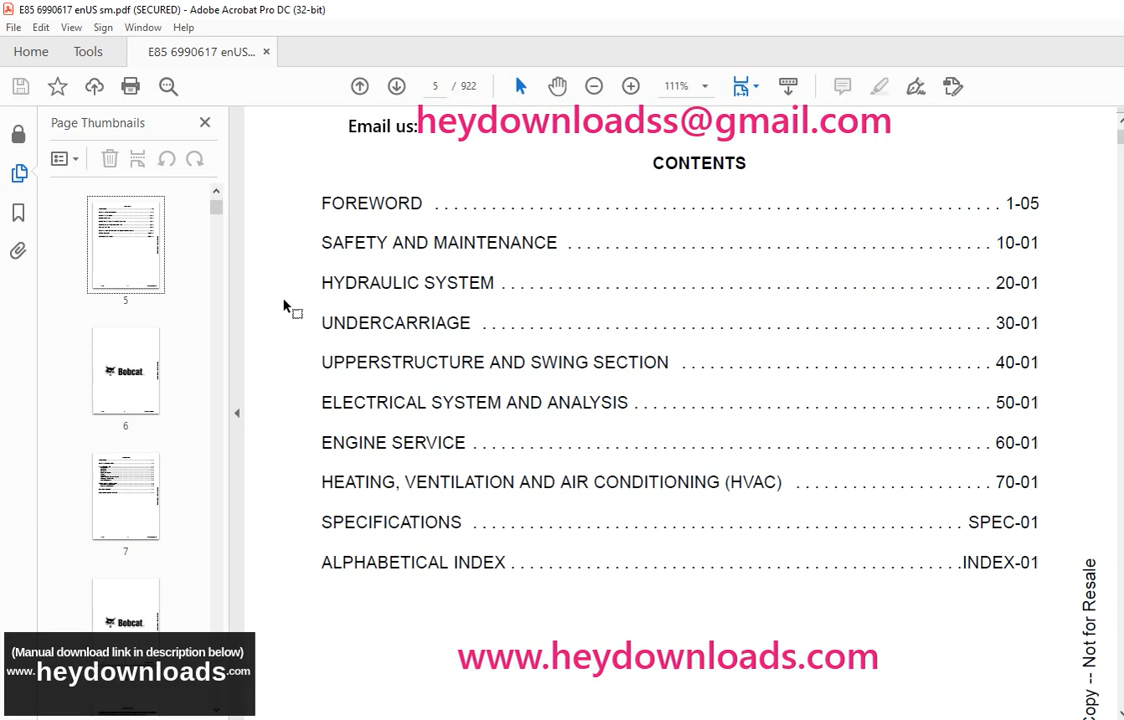 E85 6990617 enUS sm.pdf (SECURED) - Adobe Acrobat Pro DC (32-bit)
File Edit View Sign Window Help
Home Tools E85 6990617 enUS... ×
5 / 922 111%
Page Thumbnails
Email us:heydownloadss@gmail.com
CONTENTS
FOREWORD . . . . . . . . . . . . . . . . . . . . . . . . . . . . . . 1-05
SAFETY AND MAINTENANCE . . . . . . . . . . . . . . . . . . . . . . . . . . . . . . 10-01
HYDRAULIC SYSTEM . . . . . . . . . . . . . . . . . . . . . . . . . . . . . . 20-01
UNDERCARRIAGE . . . . . . . . . . . . . . . . . . . . . . . . . . . . . . 30-01
UPPERSTRUCTURE AND SWING SECTION . . . . . . . . . . . . . . . . . . . . . . . . . . . . . . 40-01
ELECTRICAL SYSTEM AND ANALYSIS . . . . . . . . . . . . . . . . . . . . . . . . . . . . . . 50-01
ENGINE SERVICE . . . . . . . . . . . . . . . . . . . . . . . . . . . . . . 60-01
HEATING, VENTILATION AND AIR CONDITIONING (HVAC) . . . . . . . . . . . . . . . . . . . . 70-01
SPECIFICATIONS . . . . . . . . . . . . . . . . . . . . . . . . . . . . . . SPEC-01
ALPHABETICAL INDEX . . . . . . . . . . . . . . . . . . . . . . . . . . . . . . INDEX-01
Copy -- Not for Resale
www.heydownloads.com
5
Bobcat
6
7
Bobcat
(Manual download link in description below)
www.heydownloads.com